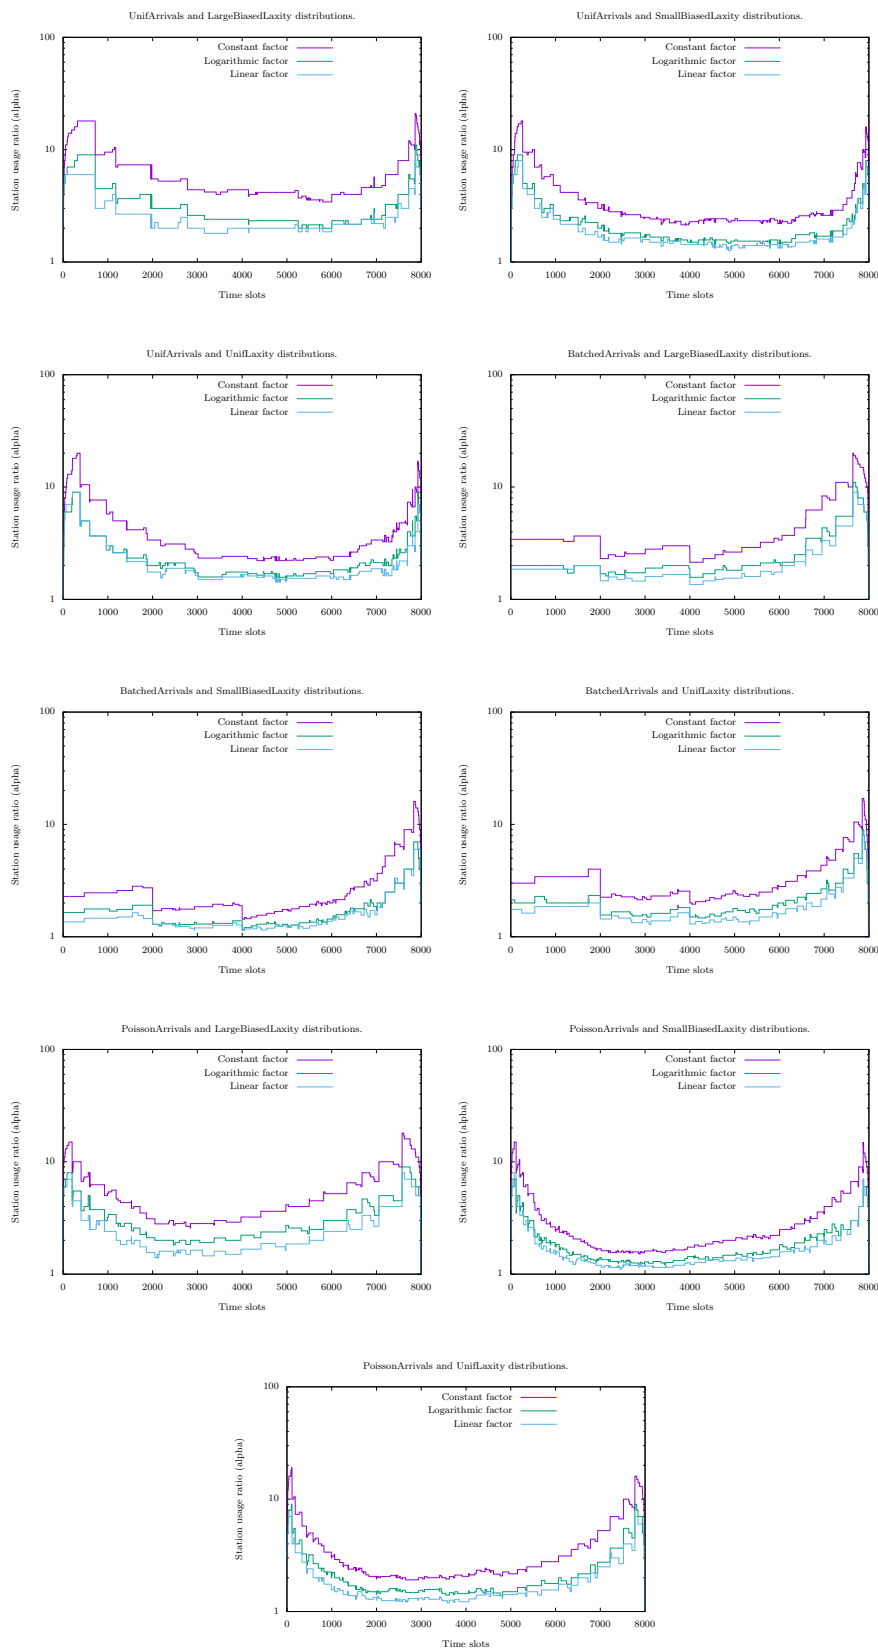 UnifArrivals and LargeBiasedLaxity distributions.
100
10
1
Station usage ratio (alpha)
Constant factor
Logarithmic factor
Linear factor
0 1000 2000 3000 4000 5000 6000 7000 8000
Time slots
UnifArrivals and SmallBiasedLaxity distributions.
100
10
1
Station usage ratio (alpha)
Constant factor
Logarithmic factor
Linear factor
0 1000 2000 3000 4000 5000 6000 7000 8000
Time slots
UnifArrivals and UnifLaxity distributions.
100
10
1
Station usage ratio (alpha)
Constant factor
Logarithmic factor
Linear factor
0 1000 2000 3000 4000 5000 6000 7000 8000
Time slots
BatchedArrivals and LargeBiasedLaxity distributions.
100
10
1
Station usage ratio (alpha)
Constant factor
Logarithmic factor
Linear factor
0 1000 2000 3000 4000 5000 6000 7000 8000
Time slots
BatchedArrivals and SmallBiasedLaxity distributions.
100
10
1
Station usage ratio (alpha)
Constant factor
Logarithmic factor
Linear factor
0 1000 2000 3000 4000 5000 6000 7000 8000
Time slots
BatchedArrivals and UnifLaxity distributions.
100
10
1
Station usage ratio (alpha)
Constant factor
Logarithmic factor
Linear factor
0 1000 2000 3000 4000 5000 6000 7000 8000
Time slots
PoissonArrivals and LargeBiasedLaxity distributions.
100
10
1
Station usage ratio (alpha)
Constant factor
Logarithmic factor
Linear factor
0 1000 2000 3000 4000 5000 6000 7000 8000
Time slots
PoissonArrivals and SmallBiasedLaxity distributions.
100
10
1
Station usage ratio (alpha)
Constant factor
Logarithmic factor
Linear factor
0 1000 2000 3000 4000 5000 6000 7000 8000
Time slots
PoissonArrivals and UnifLaxity distributions.
100
10
1
Station usage ratio (alpha)
Constant factor
Logarithmic factor
Linear factor
0 1000 2000 3000 4000 5000 6000 7000 8000
Time slots